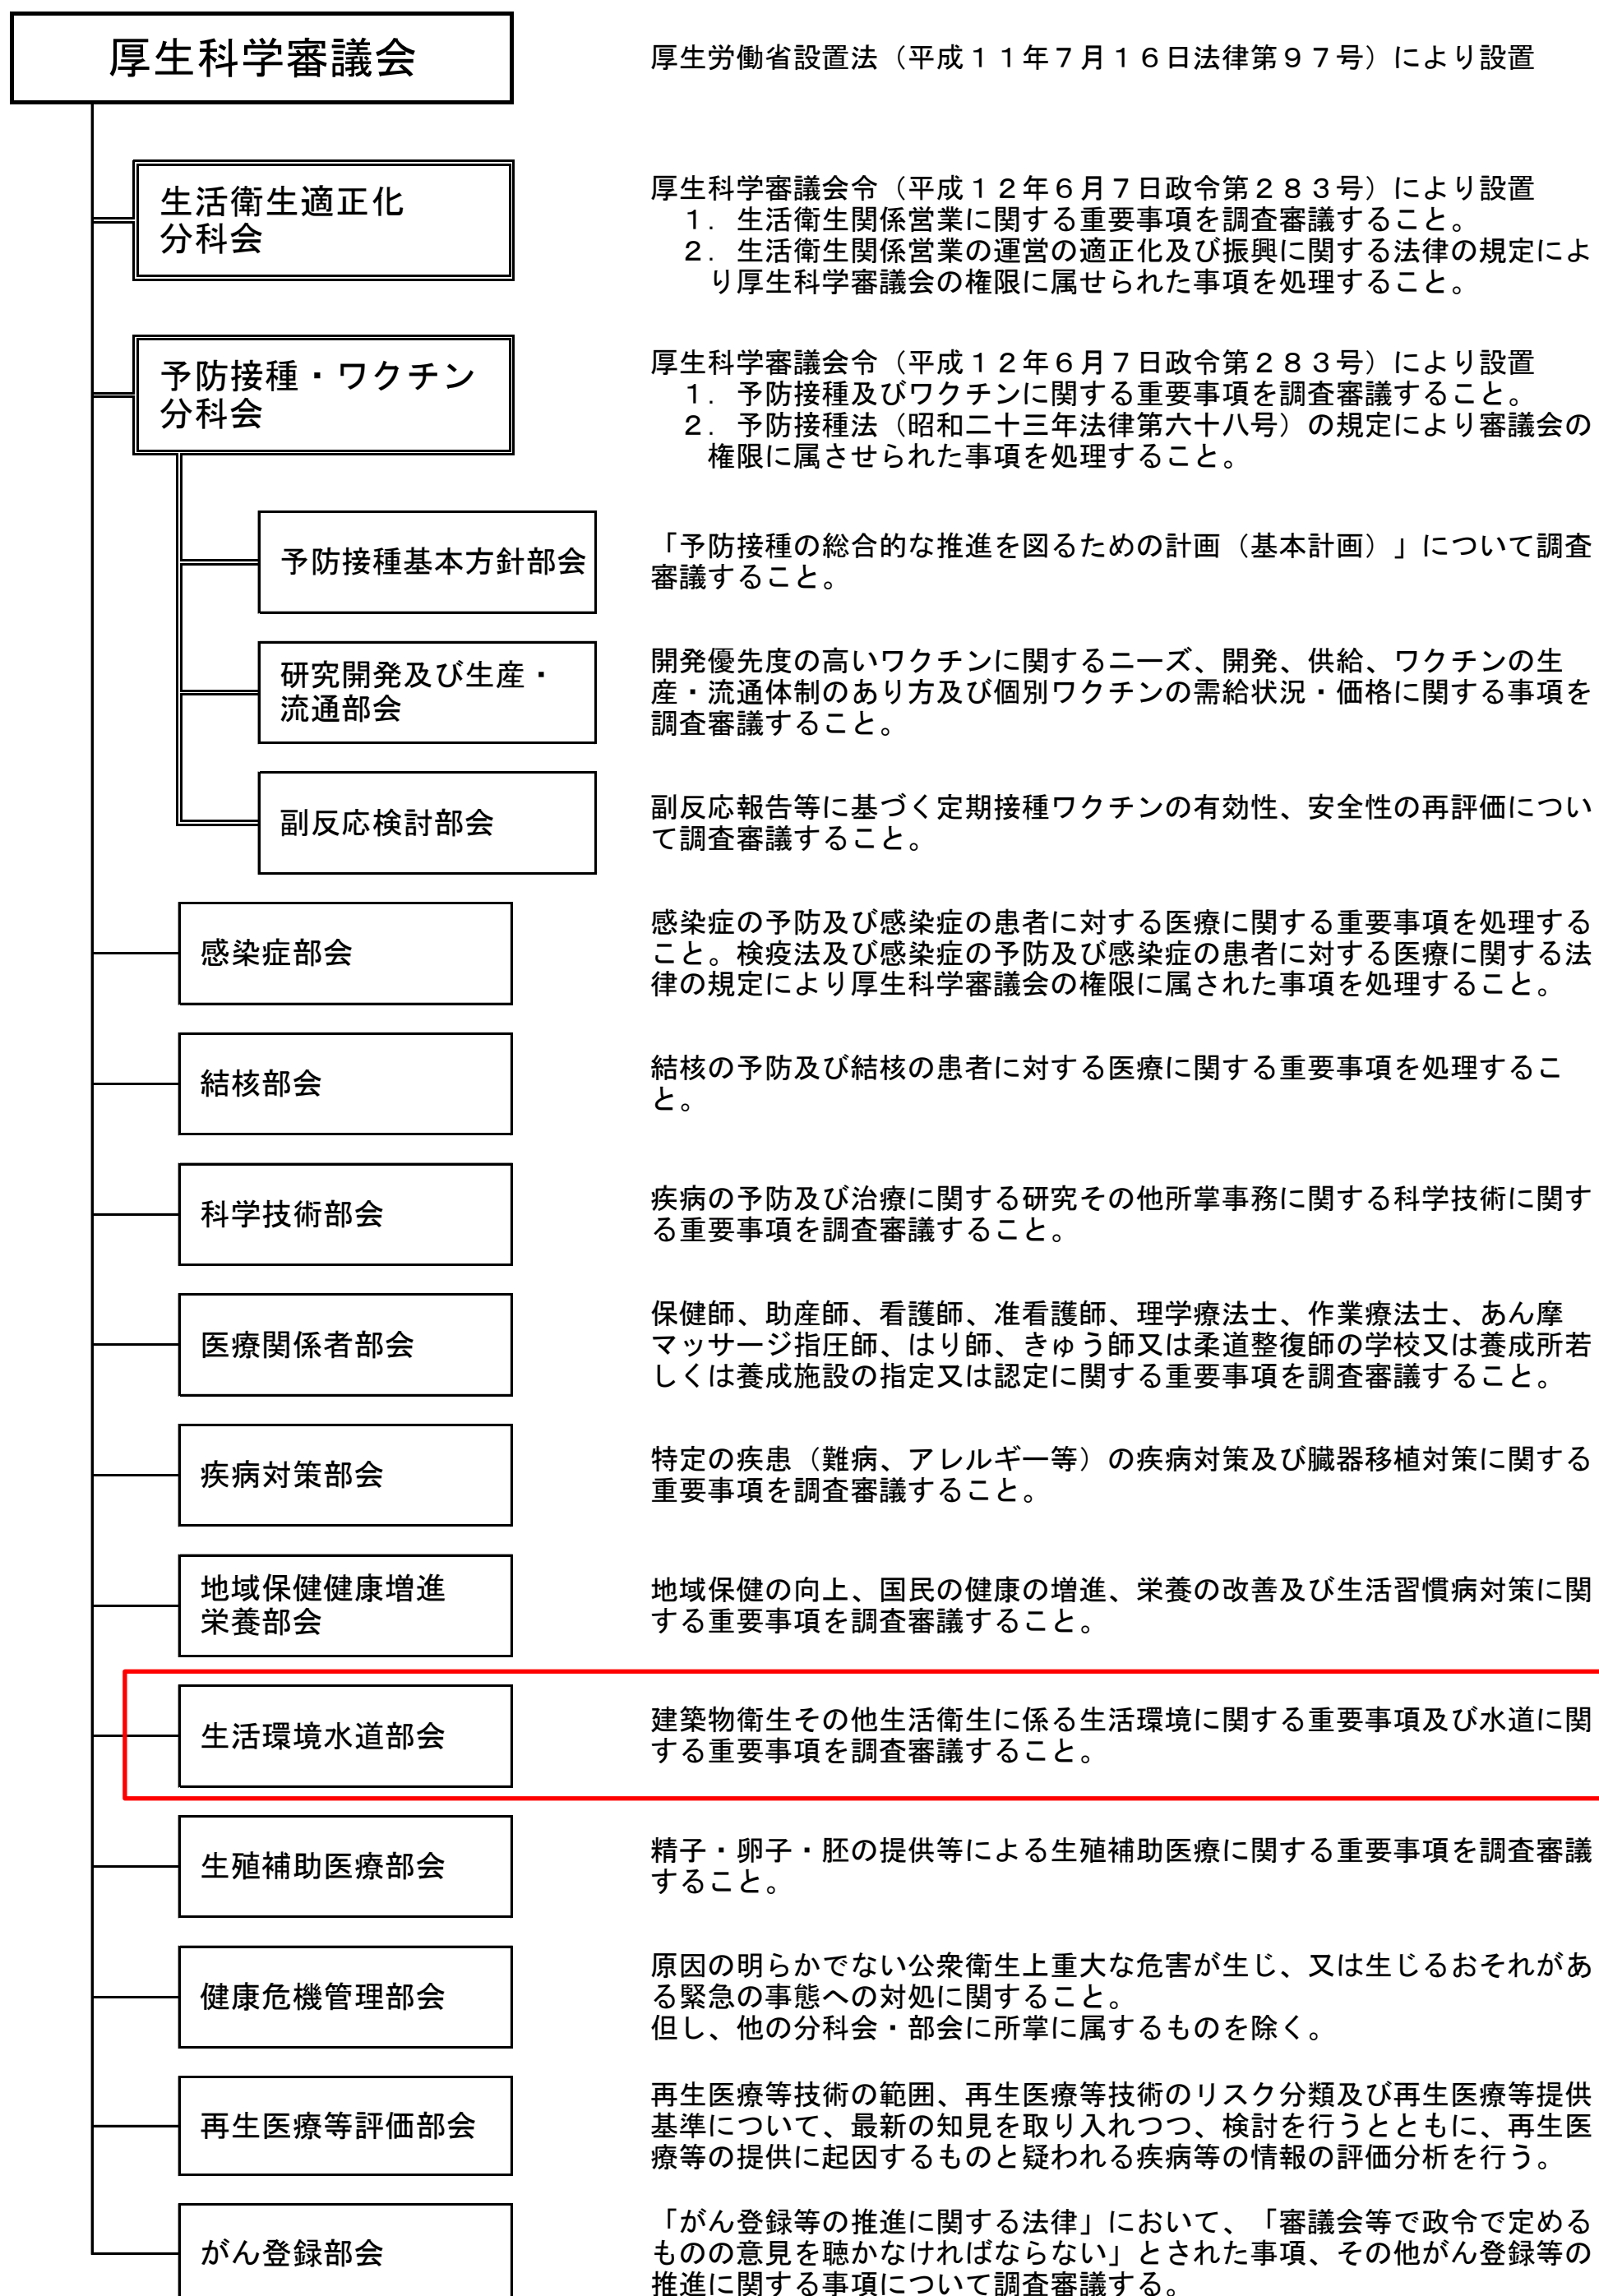 厚生科学審議会
厚生労働省設置法（平成１１年７月１６日法律第９７号）により設置
生活衛生適正化
分科会
厚生科学審議会令（平成１２年６月７日政令第２８３号）により設置
１．生活衛生関係営業に関する重要事項を調査審議すること。
２．生活衛生関係営業の運営の適正化及び振興に関する法律の規定によ
り厚生科学審議会の権限に属せられた事項を処理すること。
予防接種・ワクチン
分科会
厚生科学審議会令（平成１２年６月７日政令第２８３号）により設置
１．予防接種及びワクチンに関する重要事項を調査審議すること。
２．予防接種法（昭和二十三年法律第六十八号）の規定により審議会の
権限に属させられた事項を処理すること。
予防接種基本方針部会
「予防接種の総合的な推進を図るための計画（基本計画）」について調査
審議すること。
研究開発及び生産・
流通部会
開発優先度の高いワクチンに関するニーズ、開発、供給、ワクチンの生
産・流通体制のあり方及び個別ワクチンの需給状況・価格に関する事項を
調査審議すること。
副反応検討部会
副反応報告等に基づく定期接種ワクチンの有効性、安全性の再評価につい
て調査審議すること。
感染症部会
感染症の予防及び感染症の患者に対する医療に関する重要事項を処理する
こと。検疫法及び感染症の予防及び感染症の患者に対する医療に関する法
律の規定により厚生科学審議会の権限に属された事項を処理すること。
結核部会
結核の予防及び結核の患者に対する医療に関する重要事項を処理するこ
と。
科学技術部会
疾病の予防及び治療に関する研究その他所掌事務に関する科学技術に関す
る重要事項を調査審議すること。
医療関係者部会
保健師、助産師、看護師、准看護師、理学療法士、作業療法士、あん摩
マッサージ指圧師、はり師、きゅう師又は柔道整復師の学校又は養成所若
しくは養成施設の指定又は認定に関する重要事項を調査審議すること。
疾病対策部会
特定の疾患（難病、アレルギー等）の疾病対策及び臓器移植対策に関する
重要事項を調査審議すること。
地域保健健康増進
栄養部会
地域保健の向上、国民の健康の増進、栄養の改善及び生活習慣病対策に関
する重要事項を調査審議すること。
生活環境水道部会
建築物衛生その他生活衛生に係る生活環境に関する重要事項及び水道に関
する重要事項を調査審議すること。
生殖補助医療部会
精子・卵子・胚の提供等による生殖補助医療に関する重要事項を調査審議
すること。
健康危機管理部会
原因の明らかでない公衆衛生上重大な危害が生じ、又は生じるおそれがあ
る緊急の事態への対処に関すること。
但し、他の分科会・部会に所掌に属するものを除く。
再生医療等評価部会
再生医療等技術の範囲、再生医療等技術のリスク分類及び再生医療等提供
基準について、最新の知見を取り入れつつ、検討を行うとともに、再生医
療等の提供に起因するものと疑われる疾病等の情報の評価分析を行う。
がん登録部会
「がん登録等の推進に関する法律」において、「審議会等で政令で定める
ものの意見を聴かなければならない」とされた事項、その他がん登録等の
推進に関する事項について調査審議する。